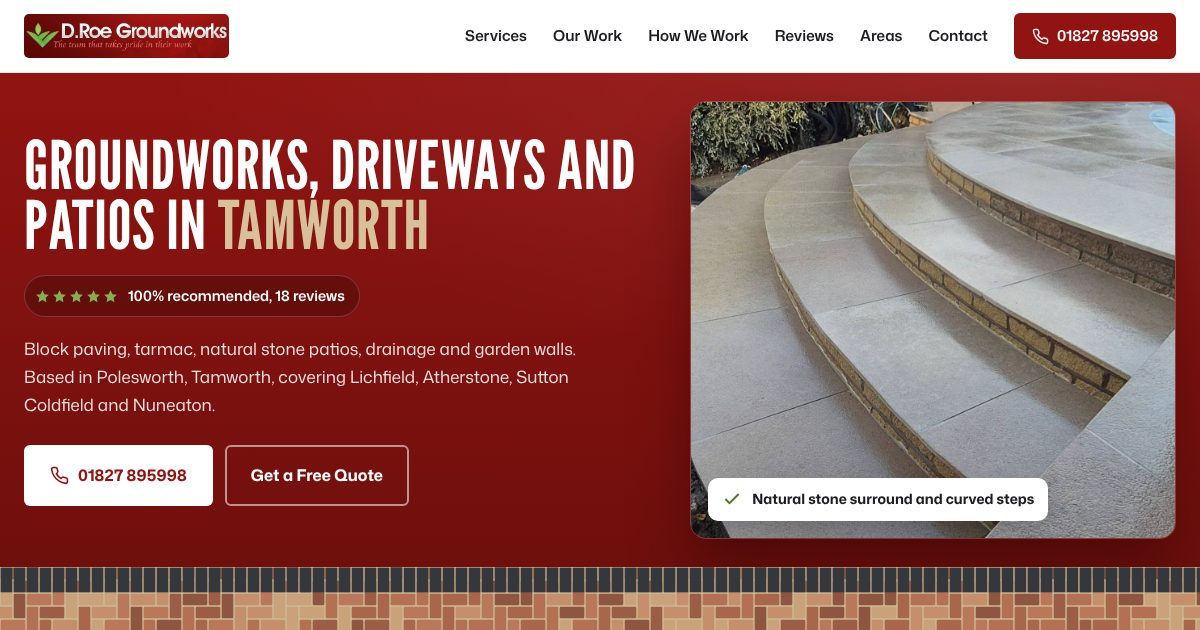 D.Roe Groundworks
The team that takes pride in their work
Services
Our Work
How We Work
Reviews
Areas
Contact
01827 895998
GROUNDWORKS, DRIVEWAYS AND
PATIOS IN TAMWORTH
100% recommended, 18 reviews
Block paving, tarmac, natural stone patios, drainage and garden walls.
Based in Polesworth, Tamworth, covering Lichfield, Atherstone, Sutton
Coldfield and Nuneaton.
01827 895998
Get a Free Quote
Natural stone surround and curved steps